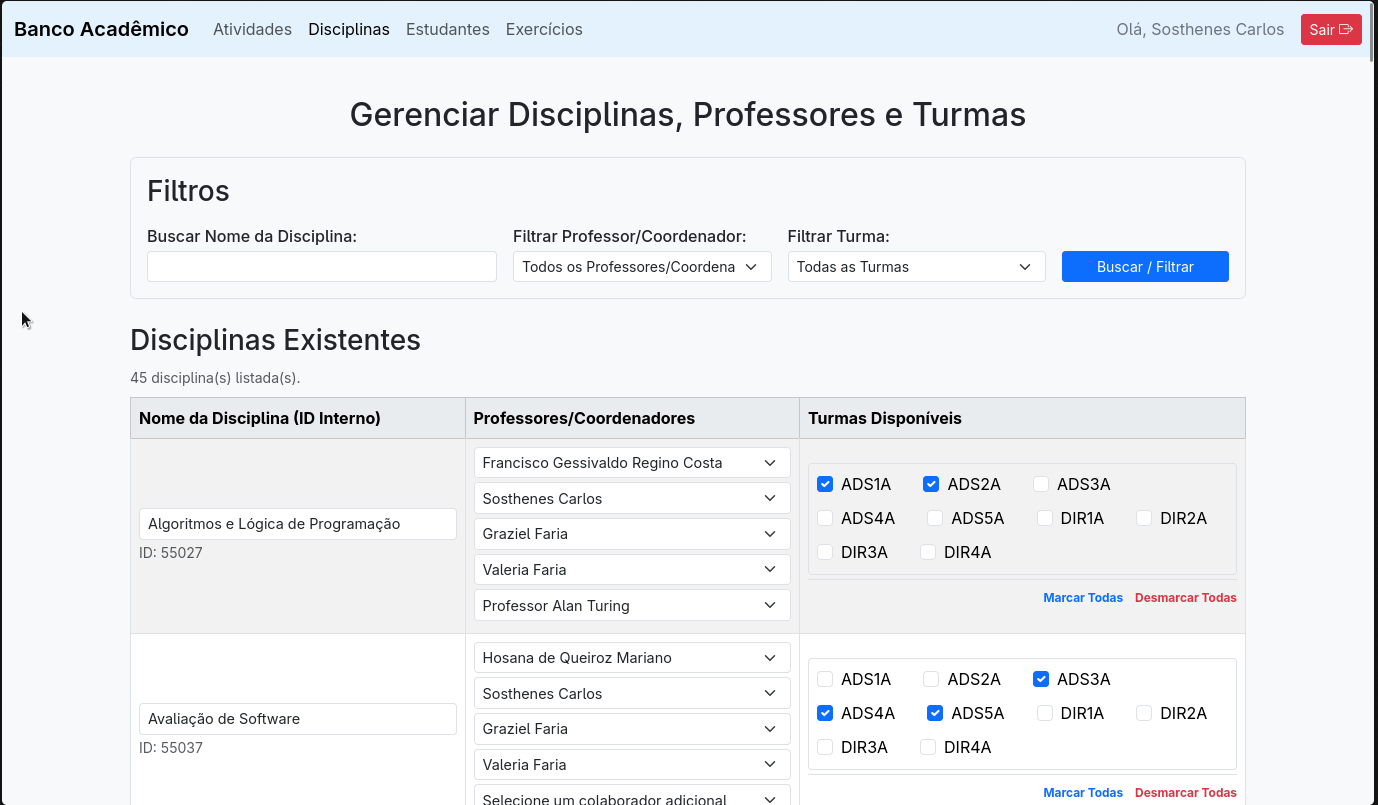 Banco Acadêmico Atividades Disciplinas Estudantes Exercícios Olá, Sosthenes Carlos Sair
Gerenciar Disciplinas, Professores e Turmas
Filtros
Buscar Nome da Disciplina: Filtrar Professor/Coordenador: Filtrar Turma:
Todos os Professores/Coordena Todas as Turmas Buscar / Filtrar
Disciplinas Existentes
45 disciplina(s) listada(s).
Nome da Disciplina (ID Interno) Professores/Coordenadores Turmas Disponíveis
Algoritmos e Lógica de Programação
ID: 55027
Francisco Gessivaldo Regino Costa
Sosthenes Carlos
Graziel Faria
Valeria Faria
Professor Alan Turing
ADS1A ADS2A ADS3A
ADS4A ADS5A DIR1A DIR2A
DIR3A DIR4A
Marcar Todas Desmarcar Todas
Avaliação de Software
ID: 55037
Hosana de Queiroz Mariano
Sosthenes Carlos
Graziel Faria
Valeria Faria
Selecione um colaborador adicional
ADS1A ADS2A ADS3A
ADS4A ADS5A DIR1A DIR2A
DIR3A DIR4A
Marcar Todas Desmarcar Todas